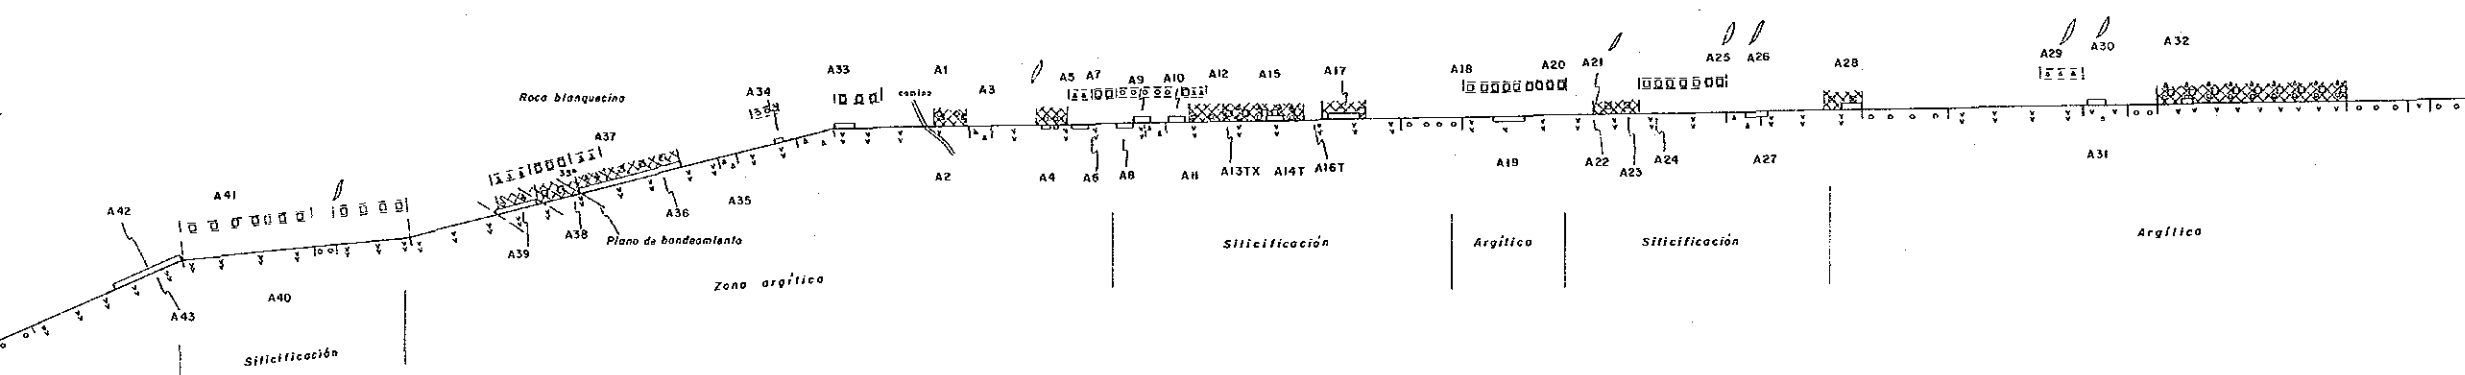 A29
A30
A32
A25
A26
A28
A21
A20
A18
A17
A15
A12
A10
A9
A7
A5
A3
A1
A33
A34
Roca blanquecina
camino
A37
A41
A42
A2
A4
A6
A8
A11
A13TX
A14T
A16T
A19
A22
A23
A24
A27
A31
A35
A36
A38
A39
Plano de bandeamiento
A40
A43
Silicificación
Zona argílica
Silicificación
Argílica
Silicificación
Argílica